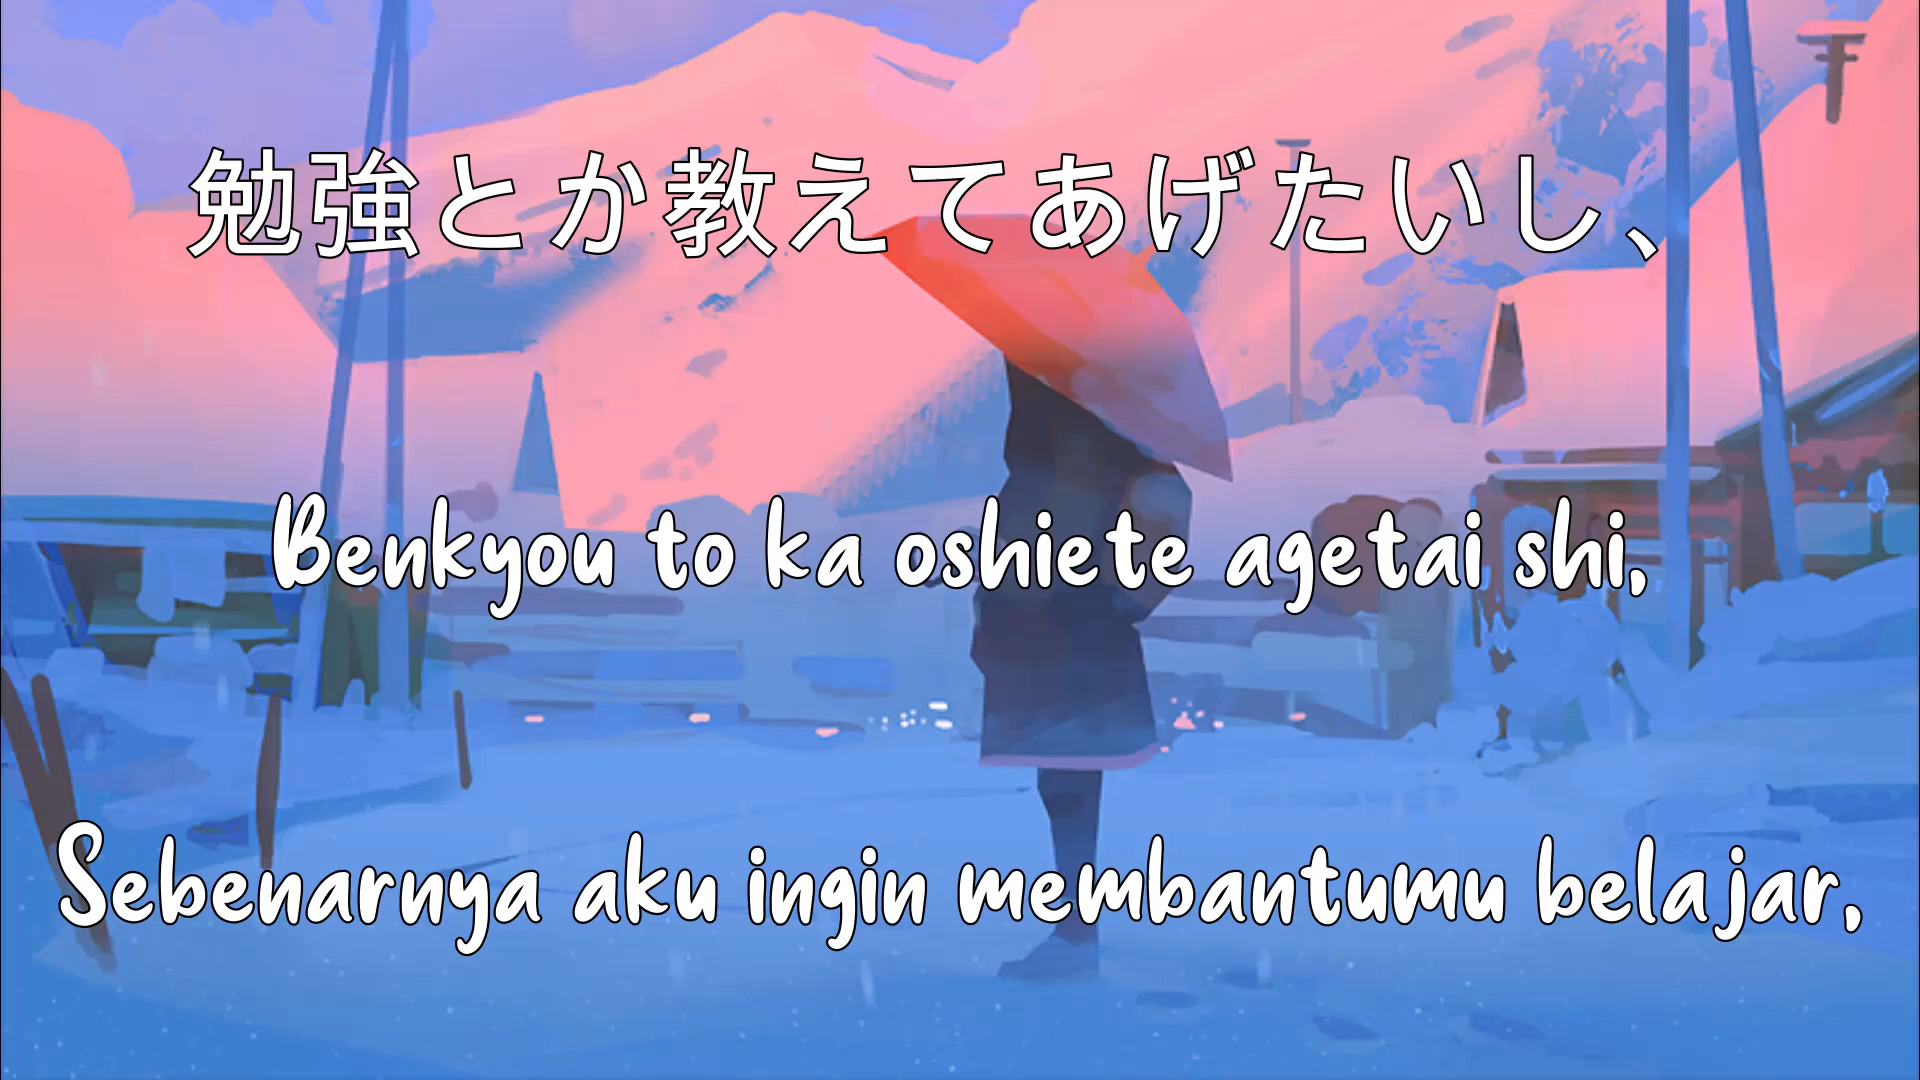 勉強とか教えてあげたいし、
Benkyou to ka oshiete agetai shi,
Sebenarnya aku ingin membantumu belajar,